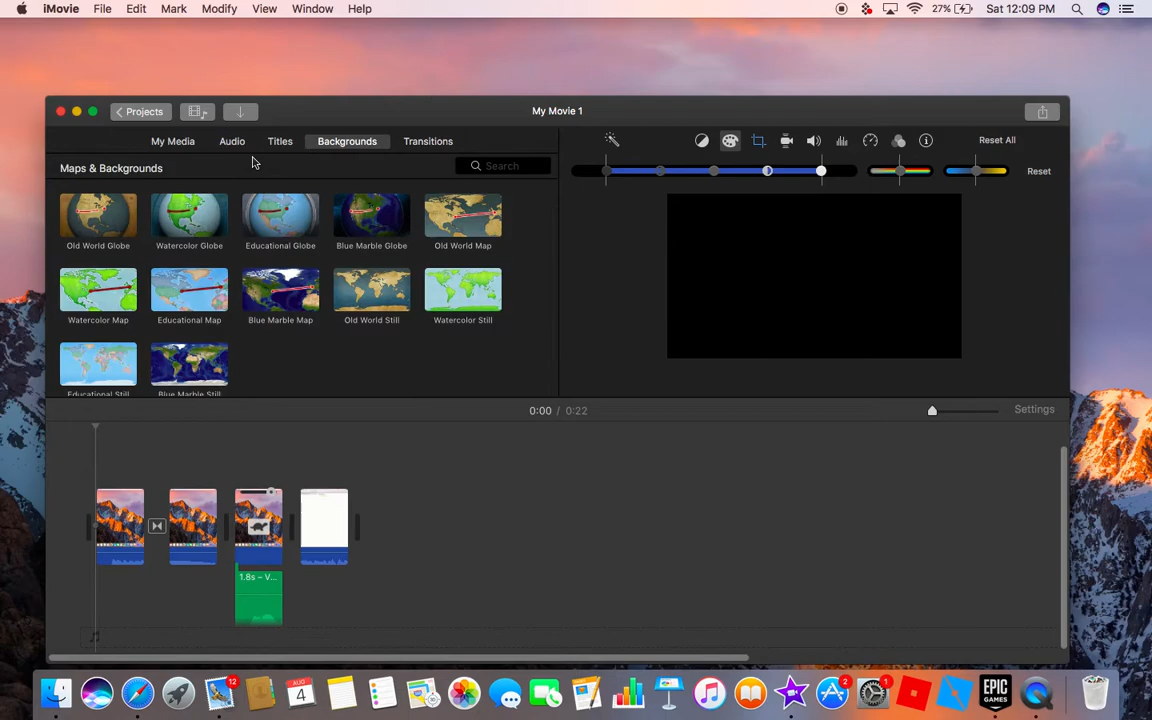 iMovie File Edit Mark Modify View Window Help 27% Sat 12:09 PM
Projects My Movie 1
My Media Audio Titles Backgrounds Transitions Reset All
Maps & Backgrounds Search Reset
Old World Globe Watercolor Globe Educational Globe Blue Marble Globe Old World Map
Watercolor Map Educational Map Blue Marble Map Old World Still Watercolor Still
Educational Still Blue Marble Still
0:00 / 0:22 Settings
1.8s – V...
12 AUG 4 2 1
EPIC GAMES